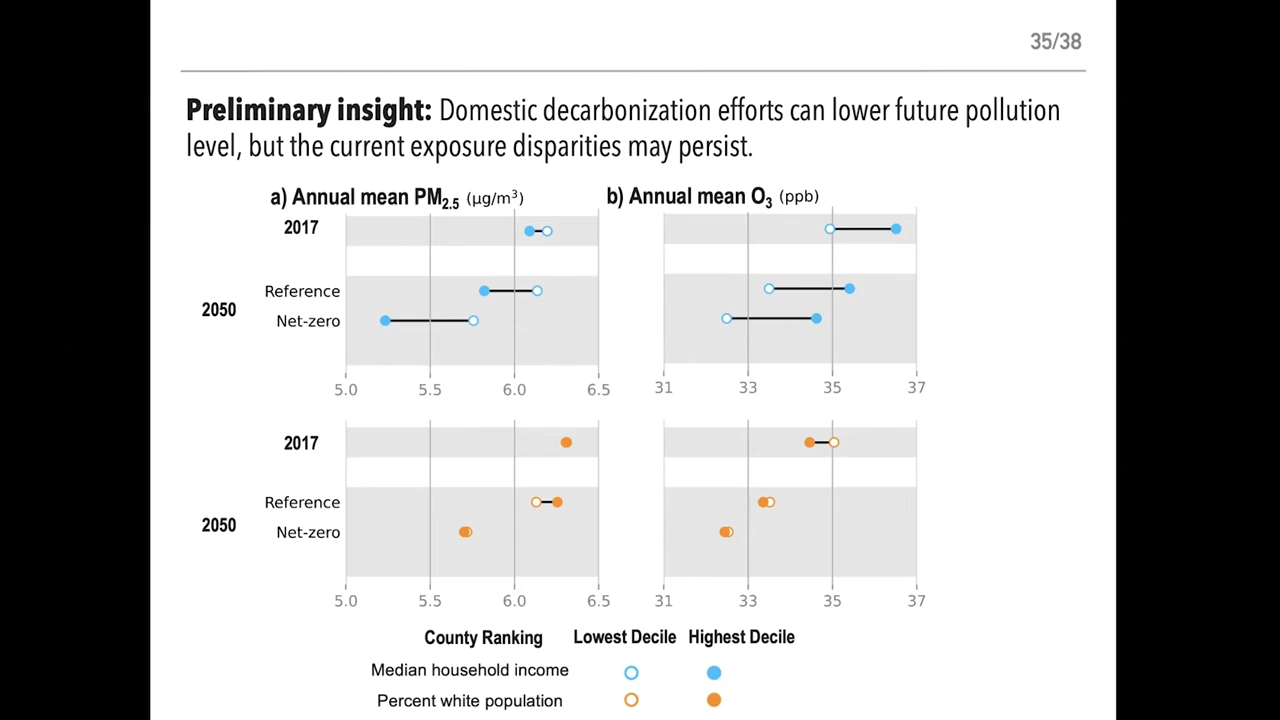 35/38
Preliminary insight: Domestic decarbonization efforts can lower future pollution
level, but the current exposure disparities may persist.
a) Annual mean PM2.5 (µg/m³)
b) Annual mean O3 (ppb)
2017
2050
Reference
Net-zero
5.0 5.5 6.0 6.5
31 33 35 37
2017
2050
Reference
Net-zero
5.0 5.5 6.0 6.5
31 33 35 37
County Ranking Lowest Decile Highest Decile
Median household income
Percent white population